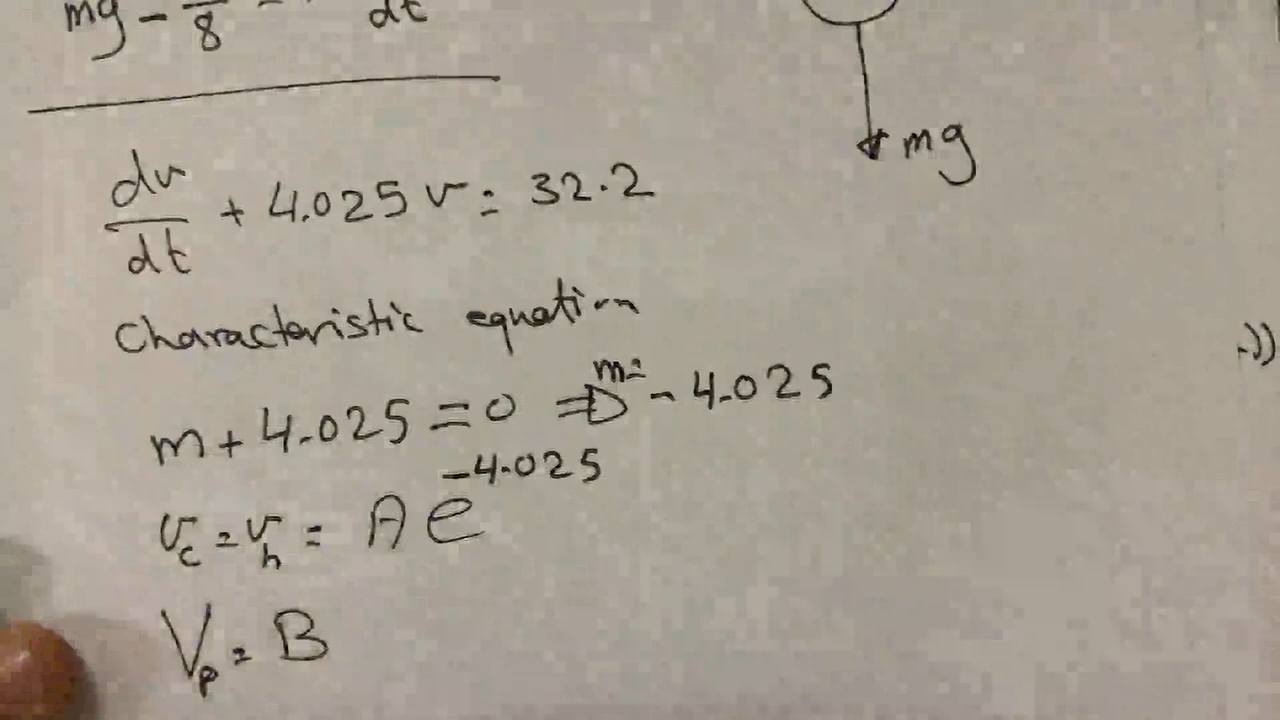 mg - /8 dt
mg
du/dt + 4.025 v = 32.2
Characteristic equation
m + 4.025 = 0 ⇒ m = - 4.025
v_c = v_h = A e^-4.025
V_p = B